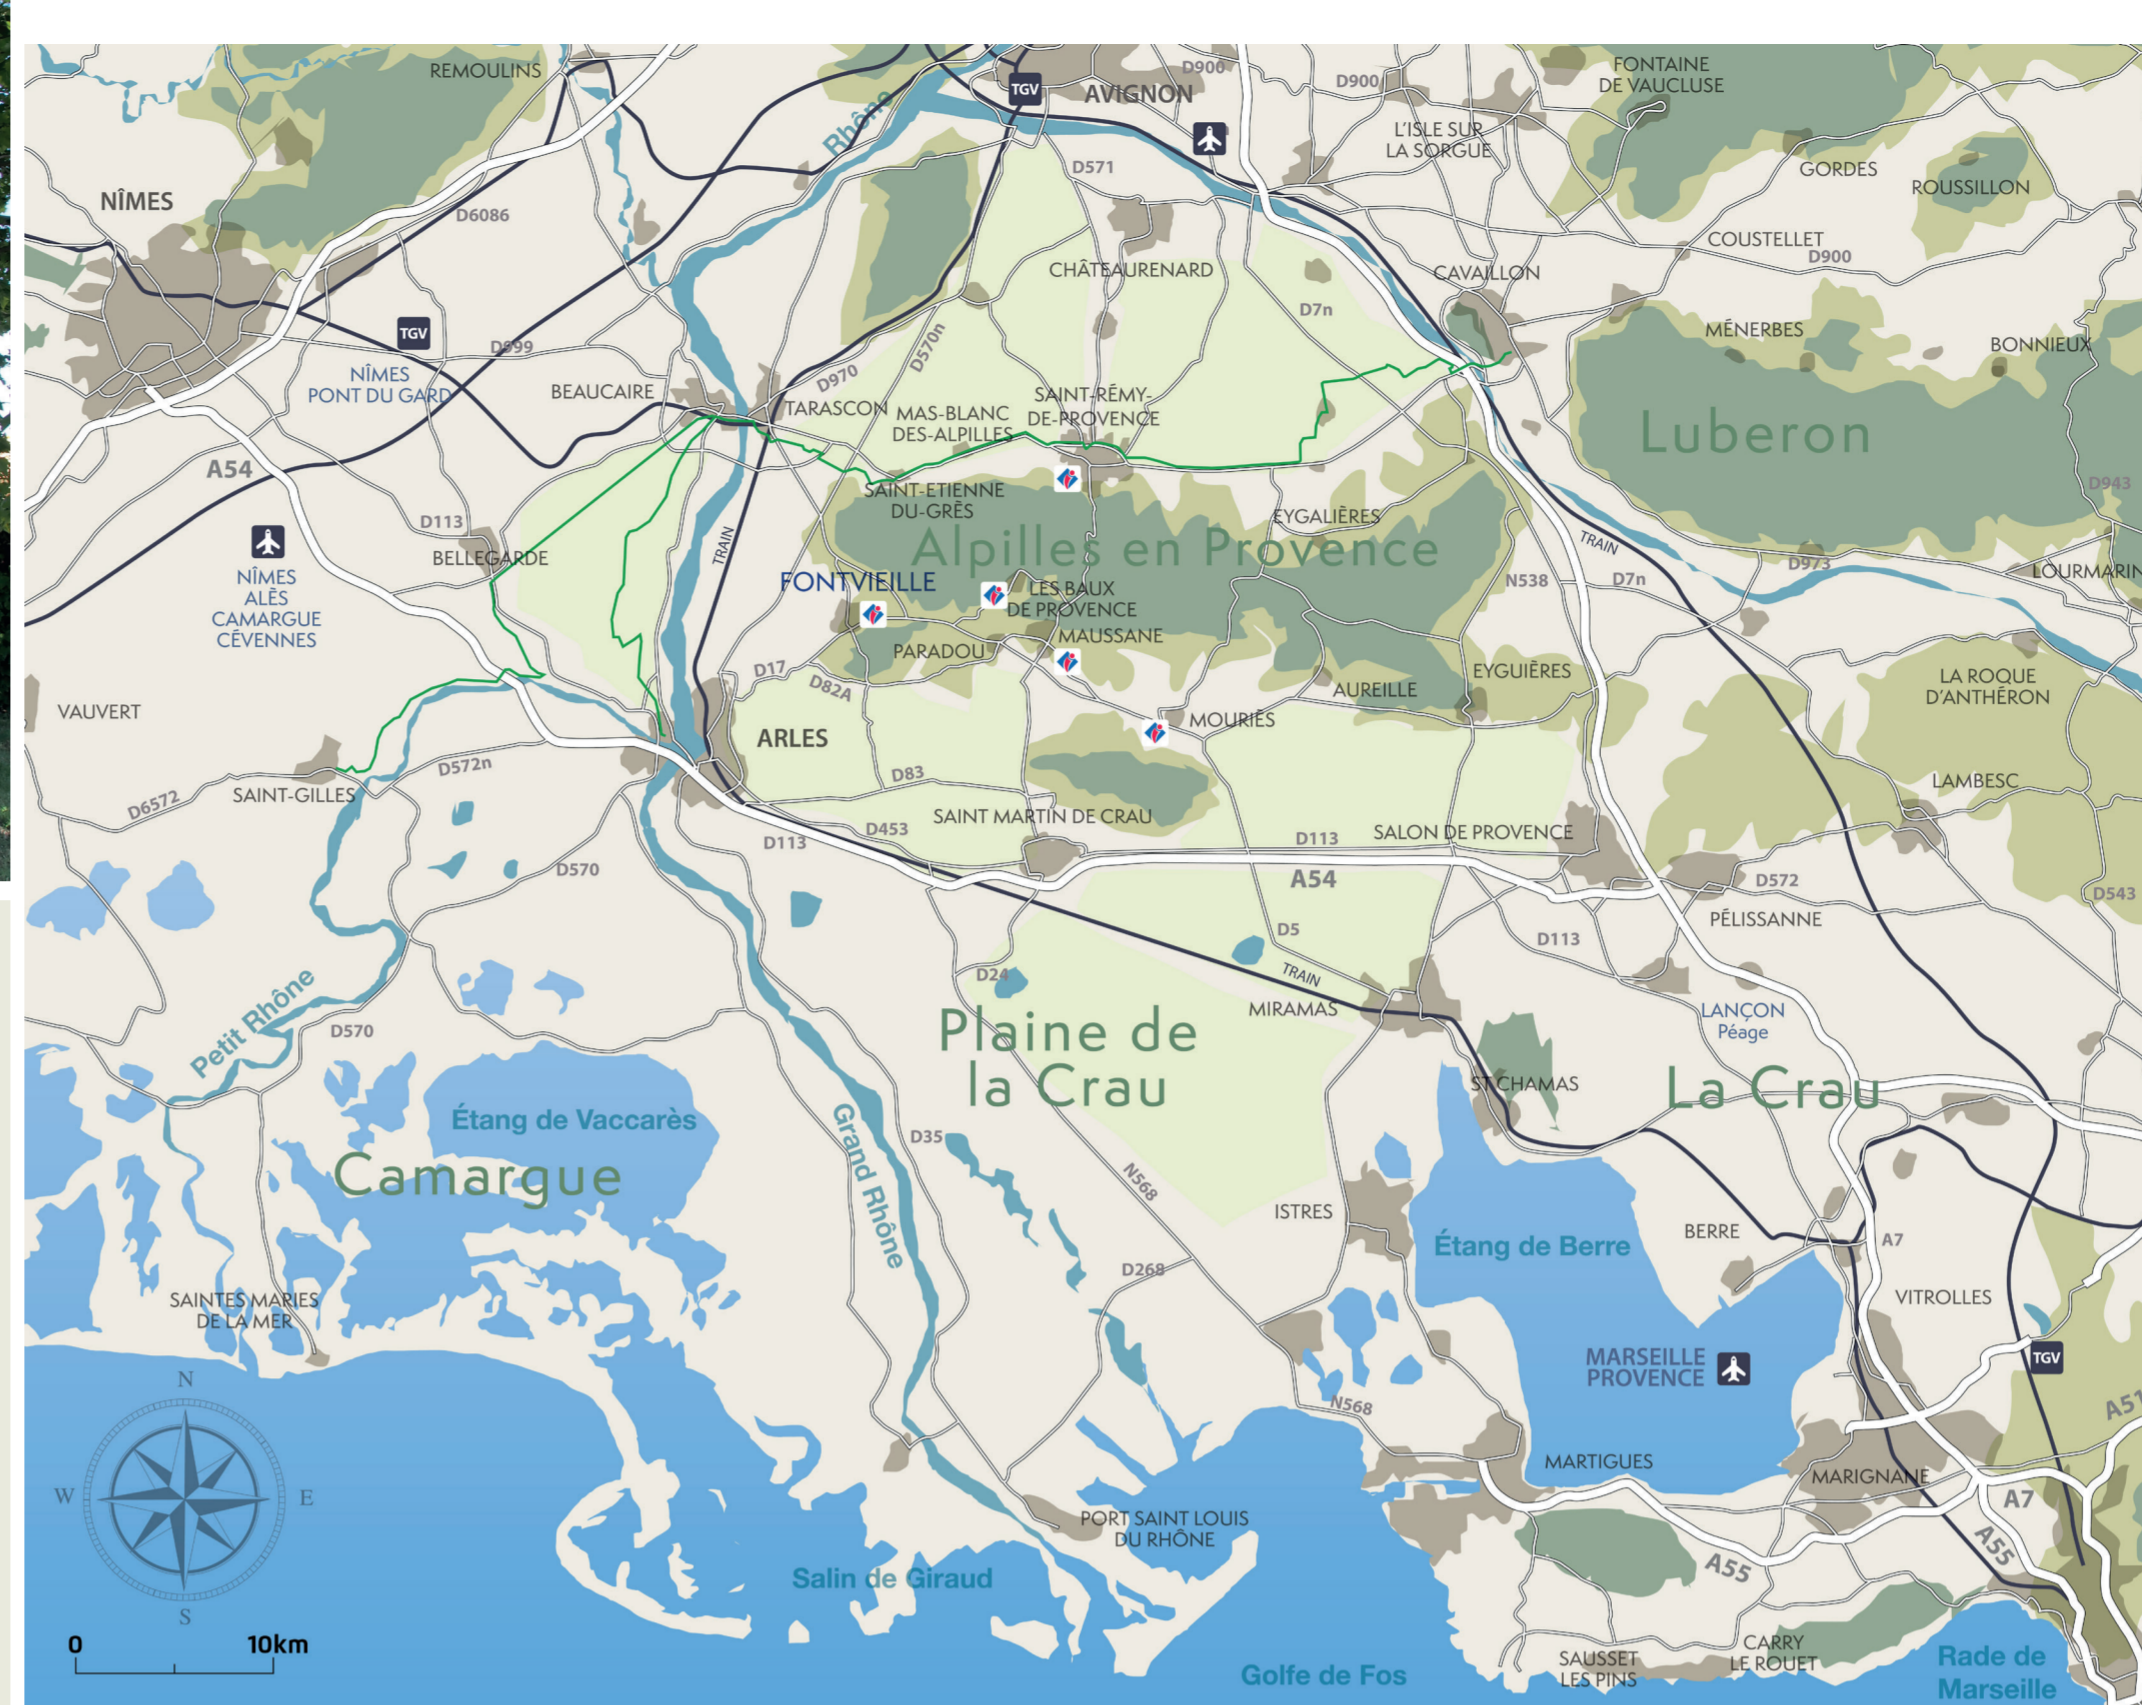 REMOULINS
TGV
AVIGNON
D900
D900
FONTAINE
DE VAUCLUSE
Rhône
L'ISLE SUR
LA SORGUE
D571
GORDES
ROUSSILLON
NÎMES
D6086
COUSTELLET
D900
CHÂTEAURENARD
CAVAILLON
D7n
TGV
D999
D570n
MÉNERBES
BONNIEUX
NÎMES
PONT DU GARD
BEAUCAIRE
D970
TARASCON
MAS-BLANC
DES-ALPILLES
SAINT-RÉMY-
DE-PROVENCE
Luberon
A54
SAINT-ETIENNE
DU-GRÈS
D943
D113
EYGALIÈRES
BELLEGARDE
TRAIN
Alpilles en Provence
TRAIN
NÎMES
ALÈS
CAMARGUE
CÉVENNES
FONTVIEILLE
LES BAUX
DE PROVENCE
N538
D7n
D973
LOURMARIN
MAUSSANE
PARADOU
D17
D82A
EYGUIÈRES
AUREILLE
LA ROQUE
D'ANTHÉRON
VAUVERT
MOURIÈS
ARLES
D572n
D83
SAINT-GILLES
D6572
LAMBESC
SAINT MARTIN DE CRAU
D453
D113
D113
SALON DE PROVENCE
D570
A54
D572
D543
PÉLISSANNE
D5
D113
D24
TRAIN
MIRAMAS
LANÇON
Péage
Petit Rhône
D570
Plaine de
la Crau
ST CHAMAS
La Crau
Étang de Vaccarès
Camargue
Grand Rhône
D35
N568
ISTRES
Étang de Berre
BERRE
A7
D268
SAINTES MARIES
DE LA MER
VITROLLES
MARSEILLE
PROVENCE
TGV
N
N568
A51
W
E
MARTIGUES
MARIGNANE
A7
PORT SAINT LOUIS
DU RHÔNE
A55
A55
Salin de Giraud
S
0
10km
Golfe de Fos
SAUSSET
LES PINS
CARRY
LE ROUET
Rade de
Marseille